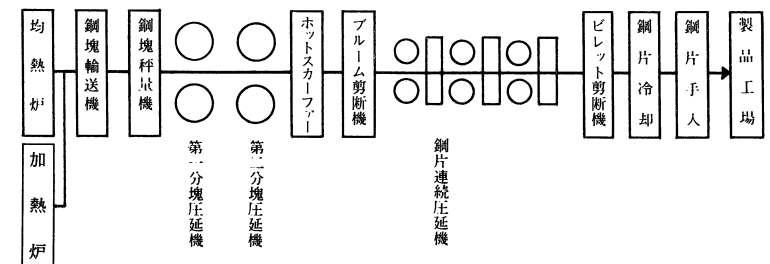 均熱炉
加熱炉
鋼塊輸送機
鋼塊秤量機
第一分塊圧延機
第二分塊圧延機
ホットスカーファー
ブルーム剪断機
鋼片連続圧延機
ビレット剪断機
鋼片冷却
鋼片手入
製品工場